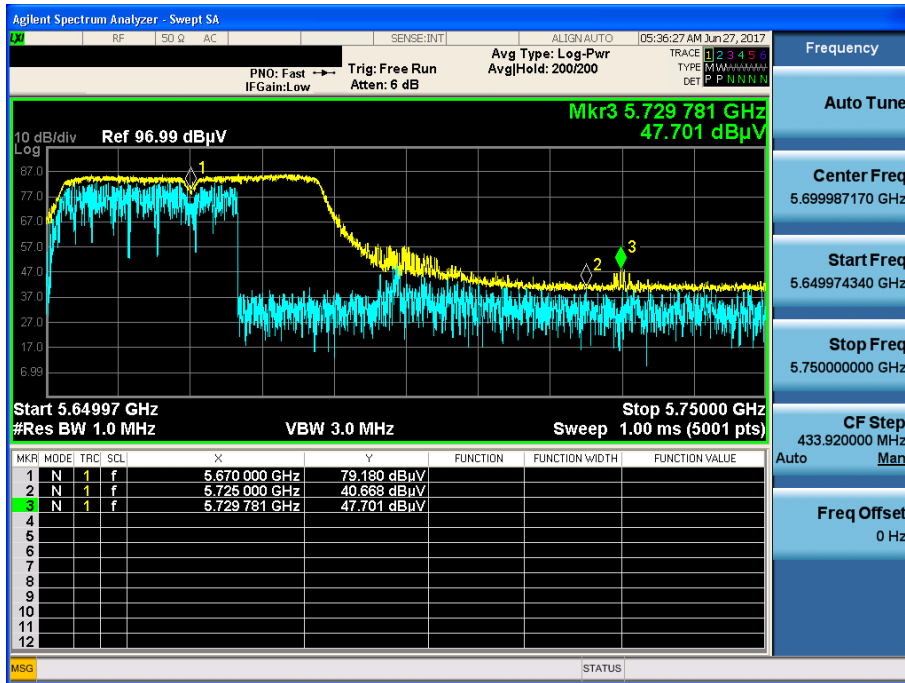 Agilent Spectrum Analyzer - Swept SA
LXI RF 50 Ω AC SENSE:INT ALIGN AUTO 05:36:27 AM Jun 27, 2017
PNO: Fast Trig: Free Run Avg Type: Log-Pwr TRACE 1 2 3 4 5 6
IFGain:Low Atten: 6 dB Avg|Hold: 200/200 TYPE M W W W W W
DET P P N N N N
Mkr3 5.729 781 GHz
47.701 dBµV
10 dB/div Ref 96.99 dBµV
Log
87.0
77.0
67.0
57.0
47.0
37.0
27.0
17.0
6.99
1
2
3
Start 5.64997 GHz Stop 5.75000 GHz
#Res BW 1.0 MHz VBW 3.0 MHz Sweep 1.00 ms (5001 pts)
MKR MODE TRC SCL X Y FUNCTION FUNCTION WIDTH FUNCTION VALUE
1 N 1 f 5.670 000 GHz 79.180 dBµV
2 N 1 f 5.725 000 GHz 40.668 dBµV
3 N 1 f 5.729 781 GHz 47.701 dBµV
4
5
6
7
8
9
10
11
12
MSG STATUS
Frequency
Auto Tune
Center Freq
5.699987170 GHz
Start Freq
5.649974340 GHz
Stop Freq
5.750000000 GHz
CF Step
433.920000 MHz
Auto Man
Freq Offset
0 Hz